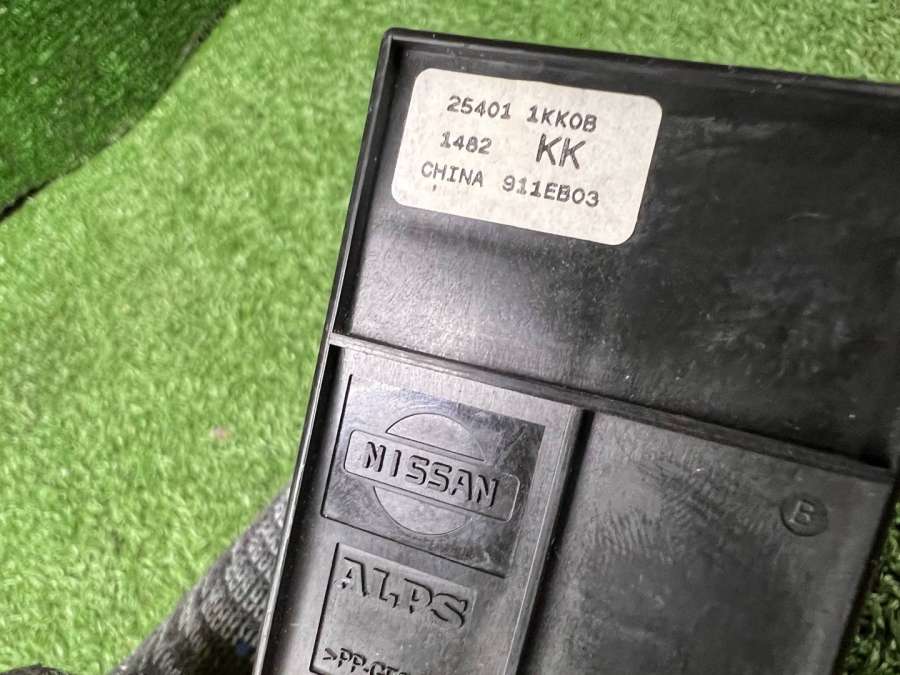 25401 1KK0B
1482 KK
CHINA 911EB03
NISSAN
B
ALPS